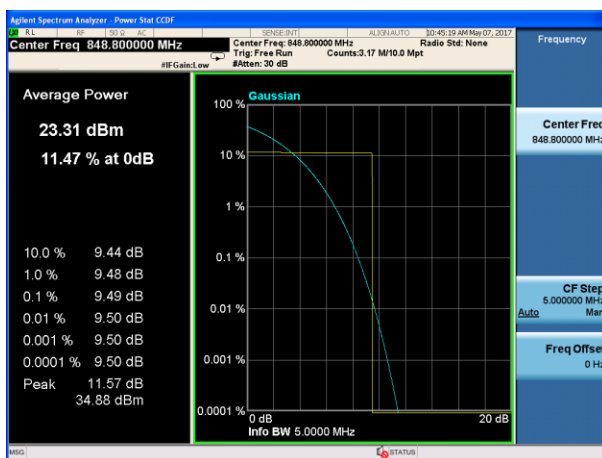 Agilent Spectrum Analyzer - Power Stat CCDF
RL RF 50 Ω AC SENSE:INT ALIGN AUTO 10:45:19 AM May 07, 2017
Center Freq 848.800000 MHz
Center Freq: 848.800000 MHz Radio Std: None
Trig: Free Run Counts:3.17 M/10.0 Mpt
#IFGain:Low #Atten: 30 dB
Frequency
Average Power
23.31 dBm
11.47 % at 0dB
10.0 % 9.44 dB
1.0 % 9.48 dB
0.1 % 9.49 dB
0.01 % 9.50 dB
0.001 % 9.50 dB
0.0001 % 9.50 dB
Peak 11.57 dB
34.88 dBm
Gaussian
100 %
10 %
1 %
0.1 %
0.01 %
0.001 %
0.0001 %
0 dB 20 dB
Info BW 5.0000 MHz
Center Freq
848.800000 MHz
CF Step
5.000000 MHz
Auto Man
Freq Offset
0 Hz
MSG STATUS